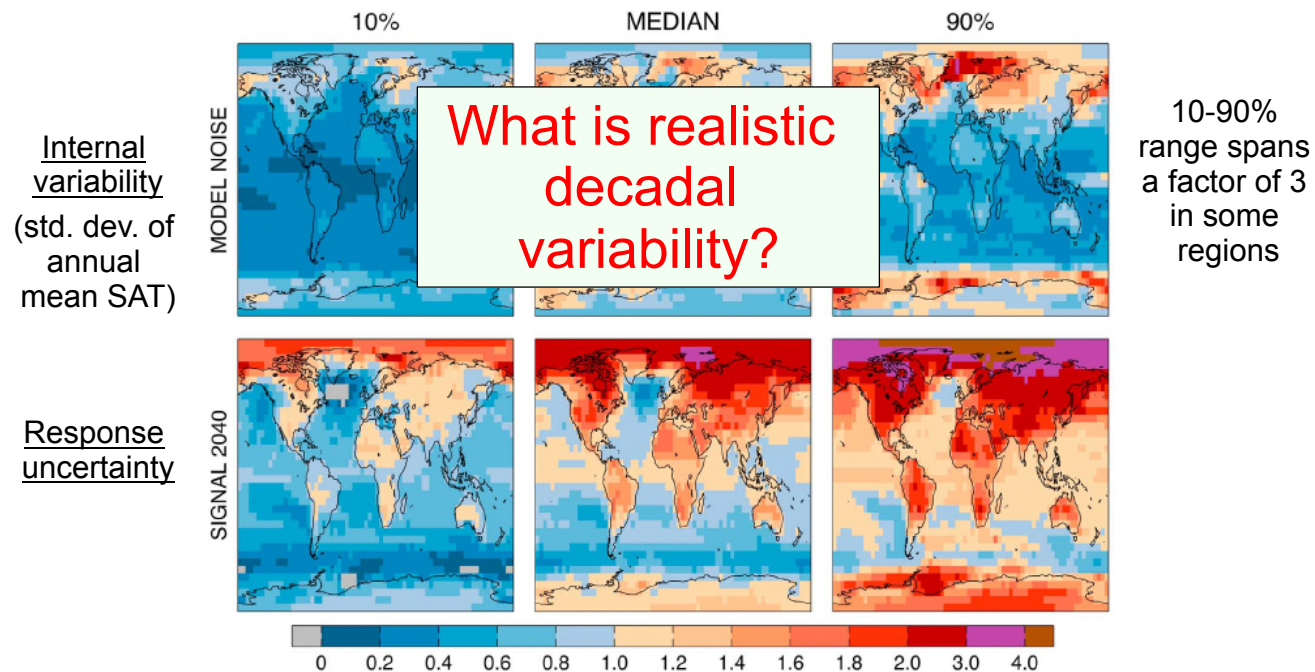 10%
MEDIAN
90%
Internal
variability
(std. dev. of
annual
mean SAT)
MODEL NOISE
What is realistic
decadal
variability?
10-90%
range spans
a factor of 3
in some
regions
Response
uncertainty
SIGNAL 2040
0 0.2 0.4 0.6 0.8 1.0 1.2 1.4 1.6 1.8 2.0 3.0 4.0